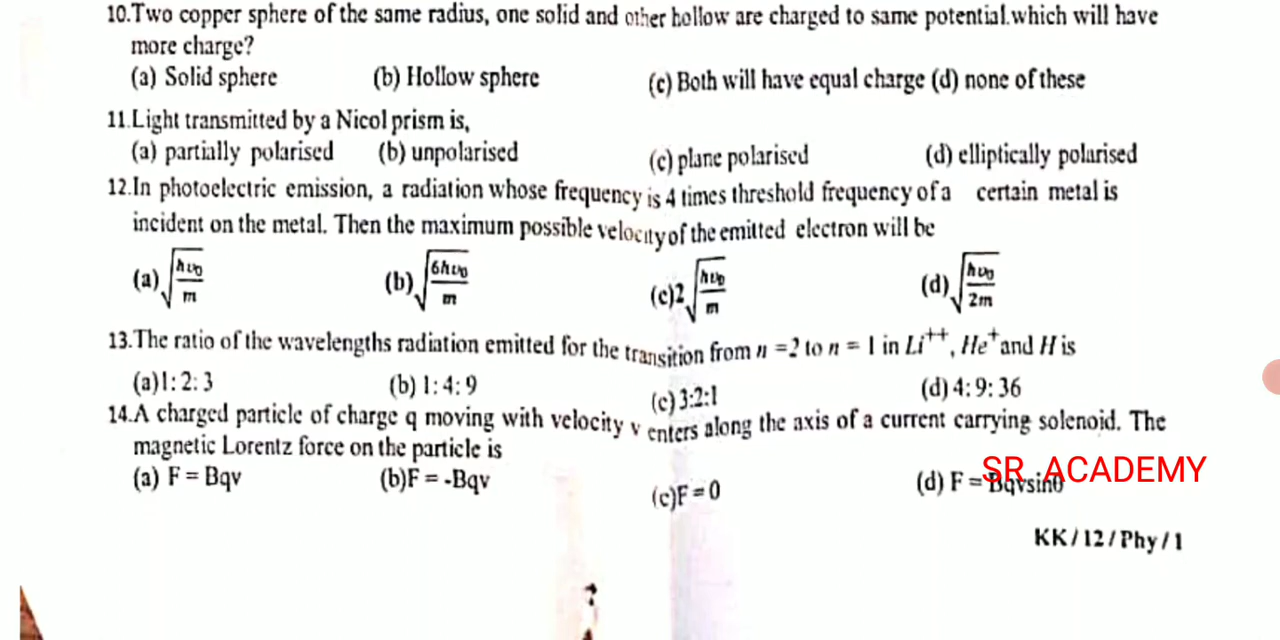 10.Two copper sphere of the same radius, one solid and other hollow are charged to same potential.which will have
more charge?
(a) Solid sphere (b) Hollow sphere (c) Both will have equal charge (d) none of these
11.Light transmitted by a Nicol prism is,
(a) partially polarised (b) unpolarised (c) plane polarised (d) elliptically polarised
12.In photoelectric emission, a radiation whose frequency is 4 times threshold frequency of a certain metal is
incident on the metal. Then the maximum possible velocity of the emitted electron will be
(a) √(hυ₀/m) (b) √(6hυ₀/m) (c)2√(hυ₀/m) (d) √(hυ₀/2m)
13.The ratio of the wavelengths radiation emitted for the transition from n =2 to n = 1 in Li⁺⁺, He⁺ and H is
(a)1: 2: 3 (b) 1: 4: 9 (c) 3:2:1 (d) 4: 9: 36
14.A charged particle of charge q moving with velocity v enters along the axis of a current carrying solenoid. The
magnetic Lorentz force on the particle is
(a) F = Bqv (b)F = -Bqv (c)F = 0 (d) F = Bqvsinθ
SR ACADEMY
KK/12/Phy/1